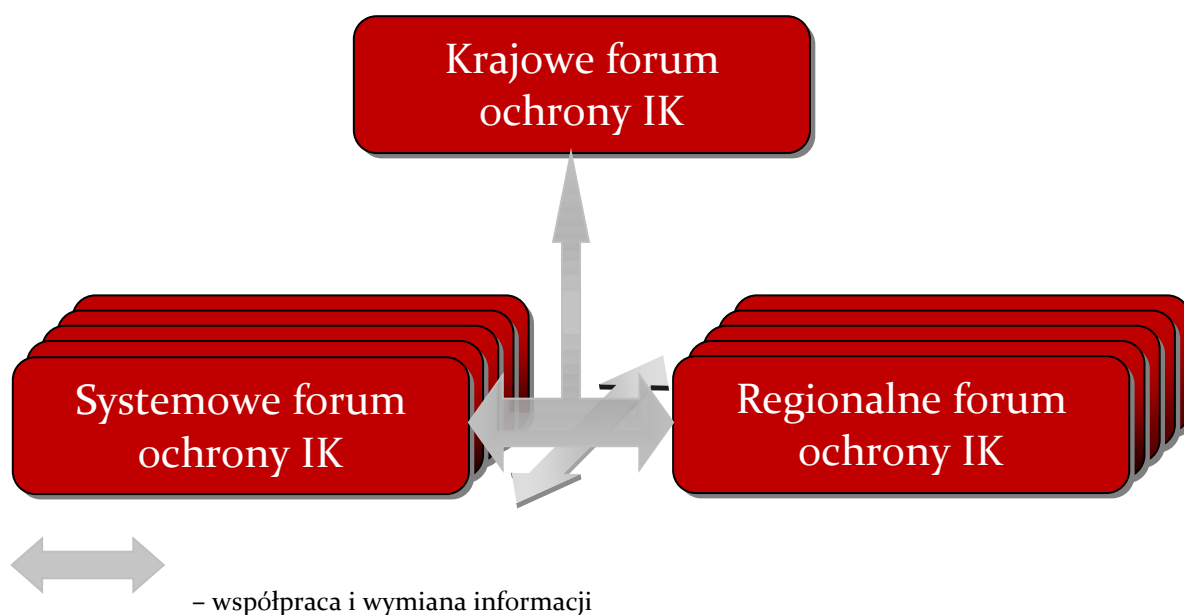 Krajowe forum
ochrony IK
Systemowe forum
ochrony IK
Regionalne forum
ochrony IK
– współpraca i wymiana informacji